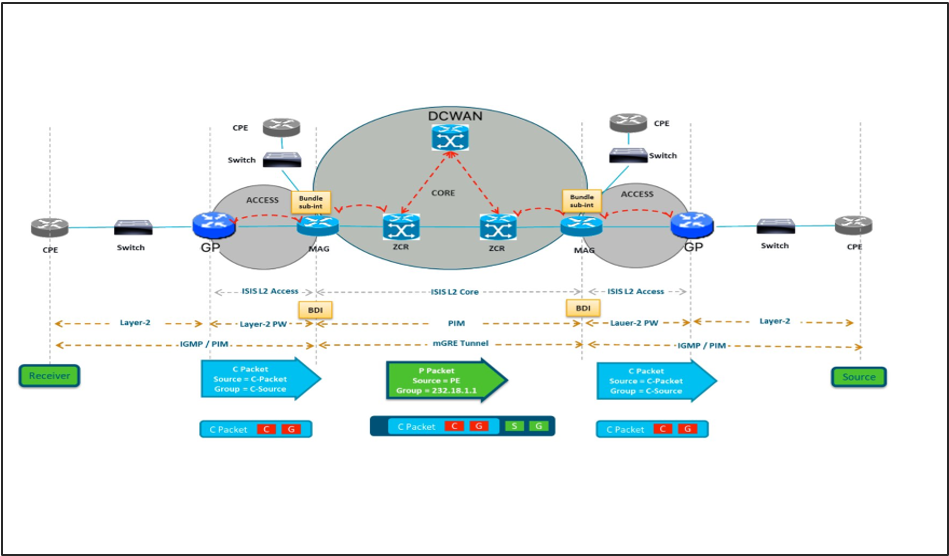 DCWAN
CPE
CPE
Switch
Switch
ACCESS
CORE
ACCESS
Bundle
sub-int
Bundle
sub-int
CPE
Switch
GP
MAG
ZCR
ZCR
MAG
GP
Switch
CPE
ISIS L2 Access
ISIS L2 Core
ISIS L2 Access
BDI
BDI
Layer-2
Layer-2 PW
PIM
Lauer-2 PW
Layer-2
IGMP / PIM
mGRE Tunnel
IGMP / PIM
Receiver
C Packet
Source = C-Packet
Group = C-Source
P Packet
Source = PE
Group = 232.18.1.1
C Packet
Source = C-Packet
Group = C-Source
Source
C Packet C G
C Packet C G S G
C Packet C G